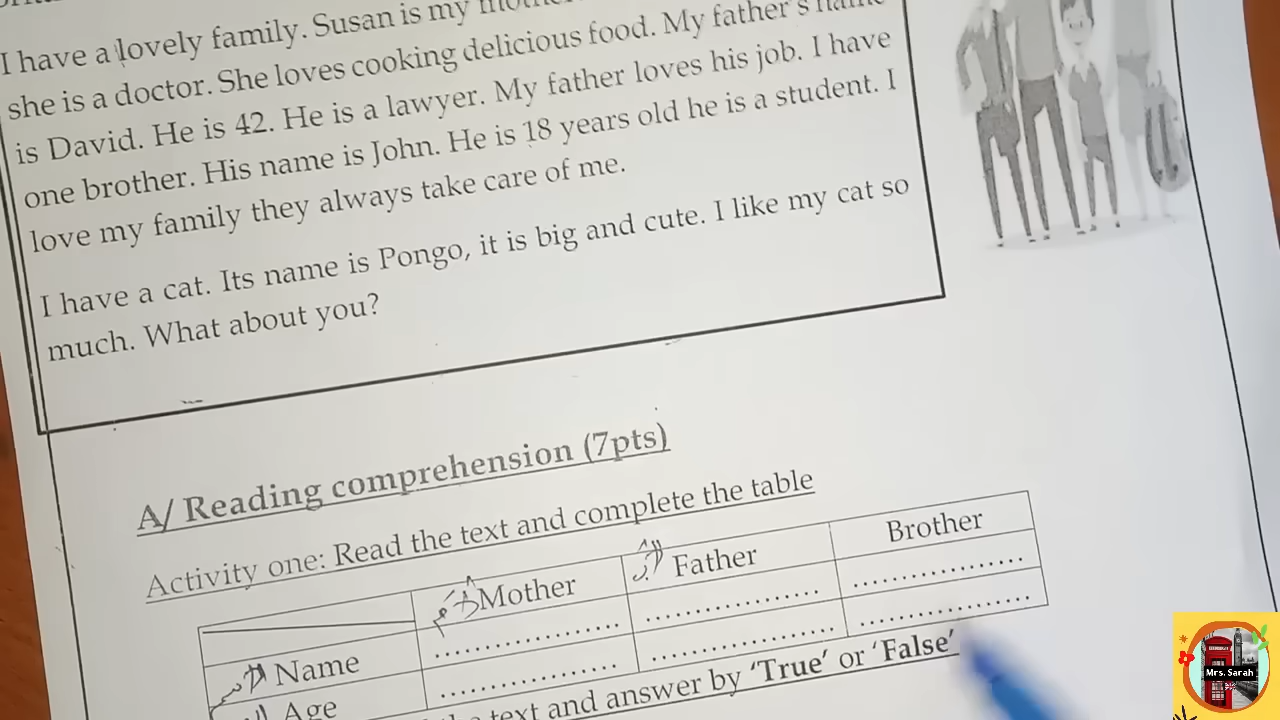 I have a lovely family. Susan is my
she is a doctor. She loves cooking delicious food. My father's name
is David. He is 42. He is a lawyer. My father loves his job. I have
one brother. His name is John. He is 18 years old he is a student. I
love my family they always take care of me.
I have a cat. Its name is Pongo, it is big and cute. I like my cat so
much. What about you?
A/ Reading comprehension (7pts)
Activity one: Read the text and complete the table
Mother Father Brother
Name .................... .................... ....................
Age .................... .................... ....................
text and answer by 'True' or 'False'
Mrs. Sarah